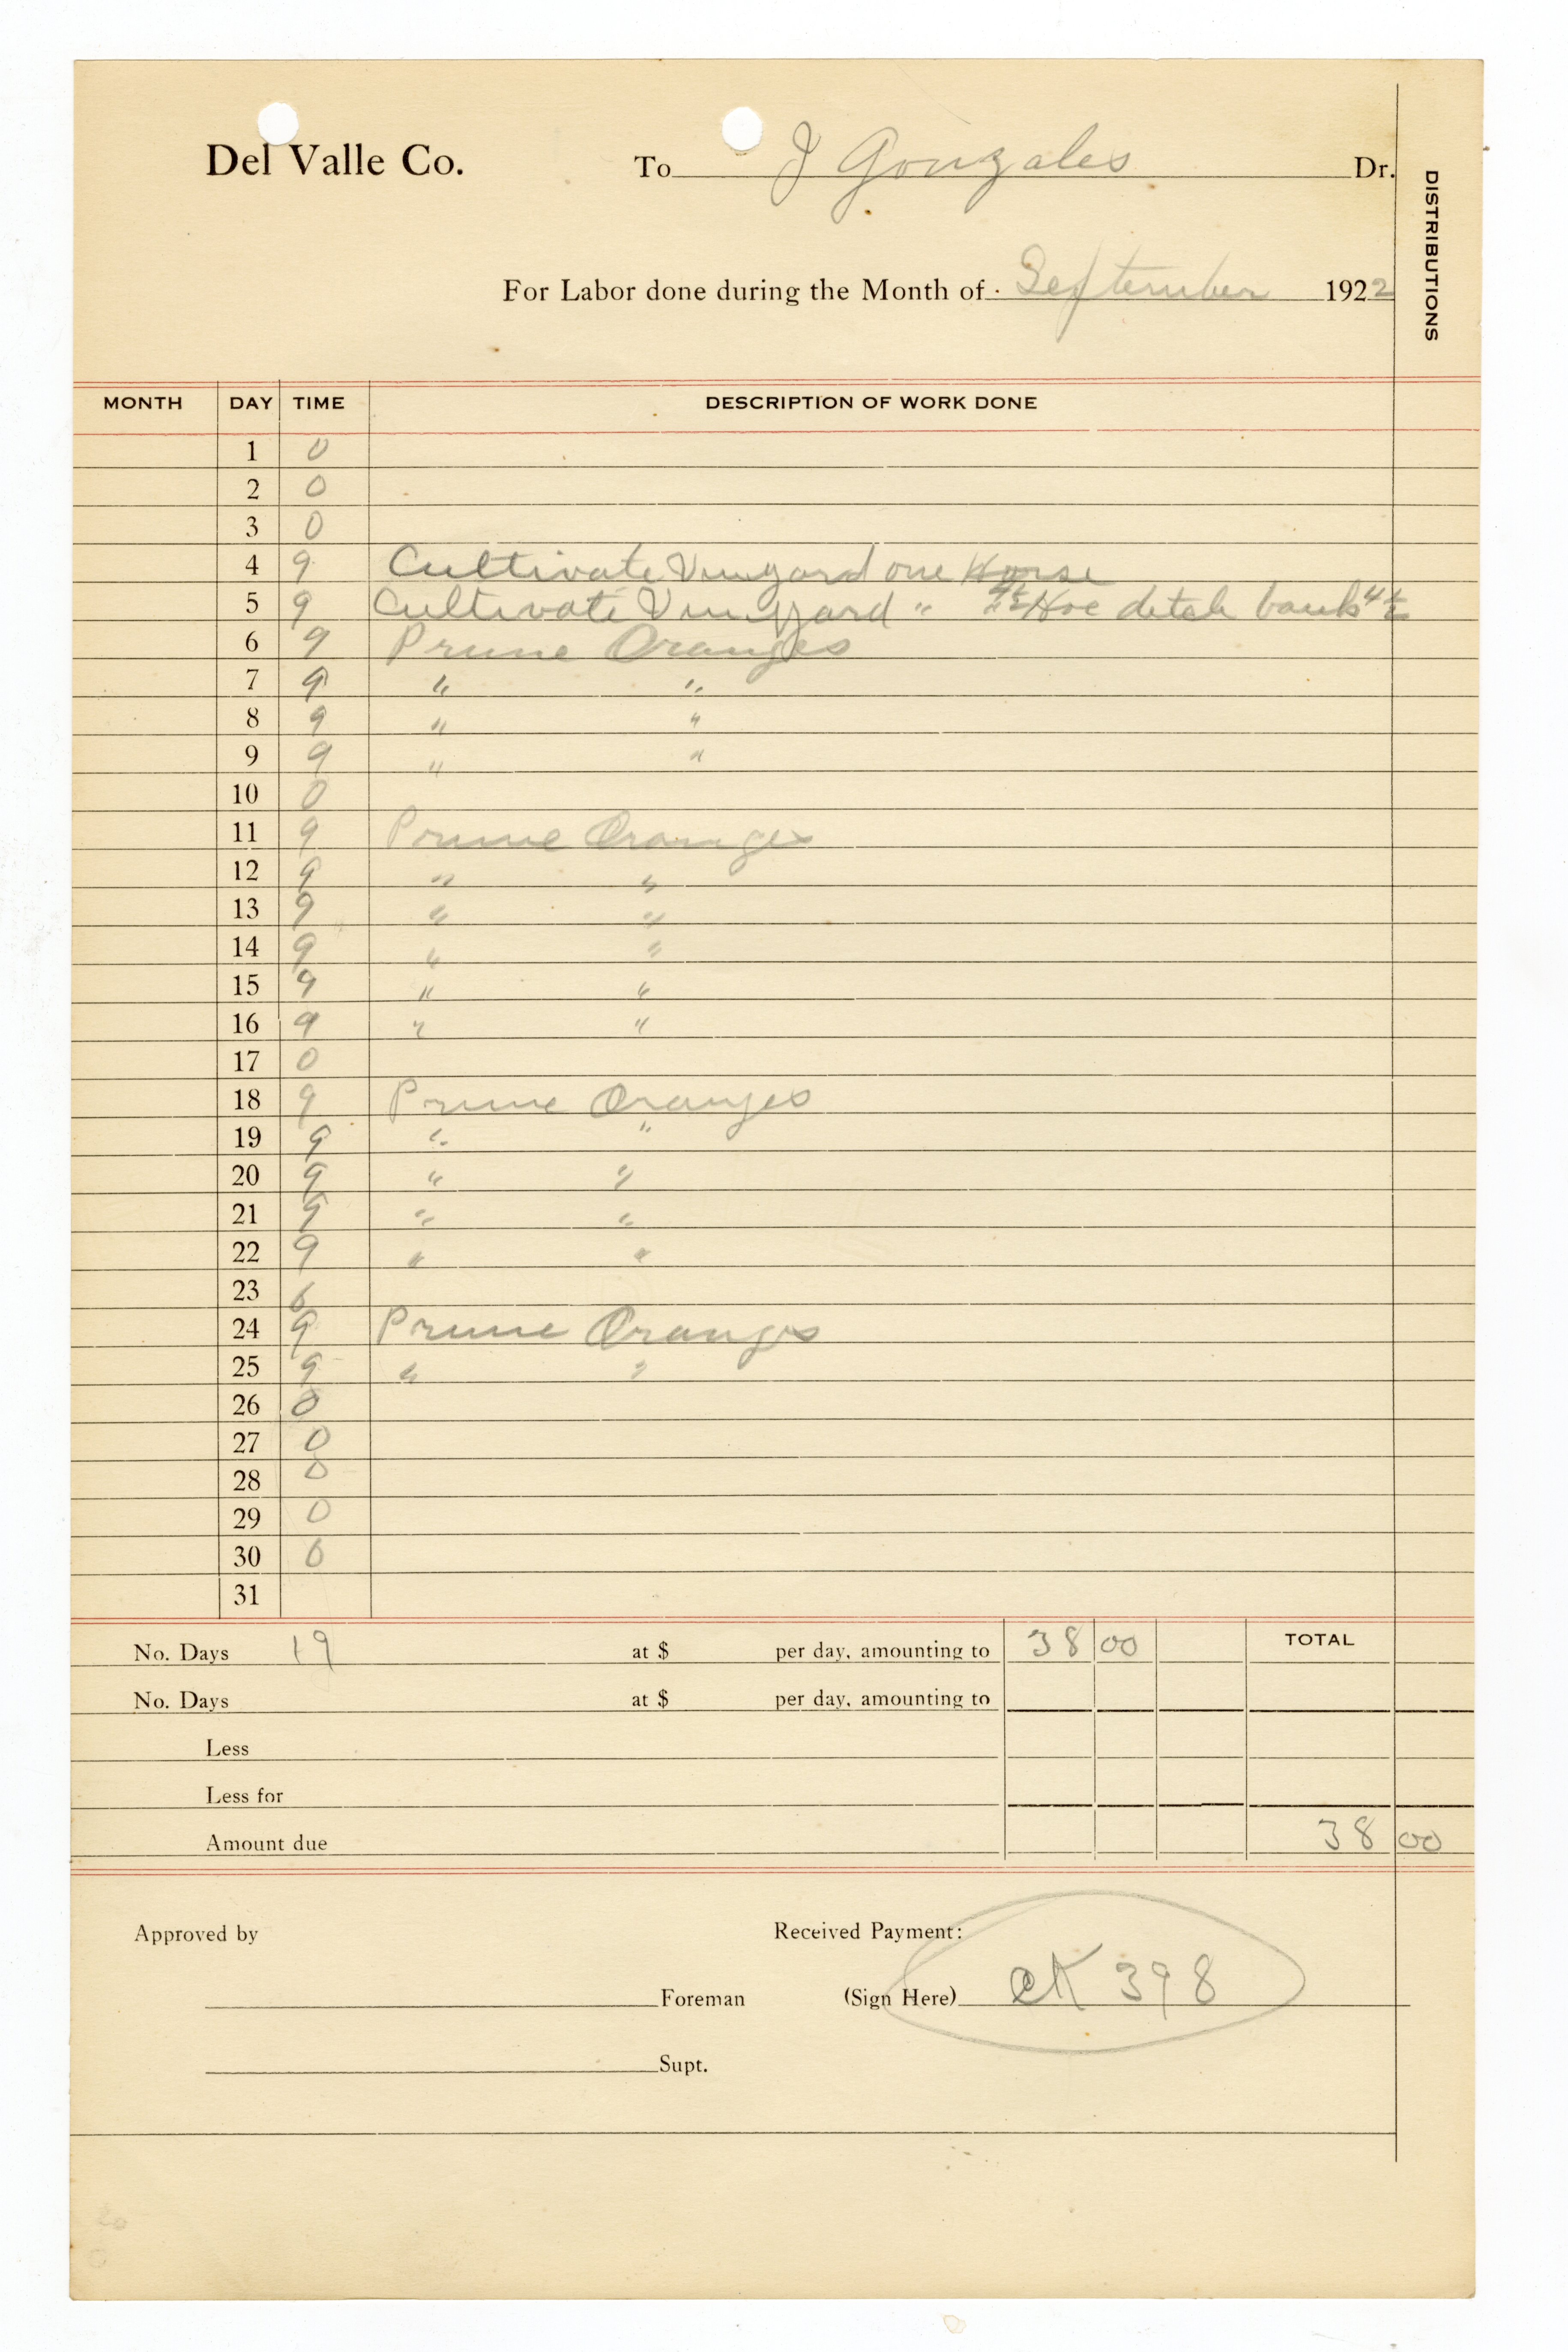 Del Valle Co. To J Gonzales Dr.
DISTRIBUTIONS
For Labor done during the Month of September 1922
MONTH DAY TIME DESCRIPTION OF WORK DONE
1 0
2 0
3 0
4 9 Cultivate Vinyard one Horse
5 9 Cultivate Vinyard " 4½ Hoe ditch bank 4½
6 9 Prune Oranges
7 9 " "
8 9 " "
9 9 " "
10 0
11 9 Prune Oranges
12 9 " "
13 9 " "
14 9 " "
15 9 " "
16 9 " "
17 0
18 9 Prune Oranges
19 9 " "
20 9 " "
21 9 " "
22 9 " "
23 0
24 9 Prune Oranges
25 9 " "
26 0
27 0
28 0
29 0
30 0
31
No. Days 19 at $ per day, amounting to 38 00 TOTAL
No. Days at $ per day, amounting to
Less
Less for
Amount due 38 00
Approved by Received Payment:
Foreman (Sign Here) CK 398
Supt.